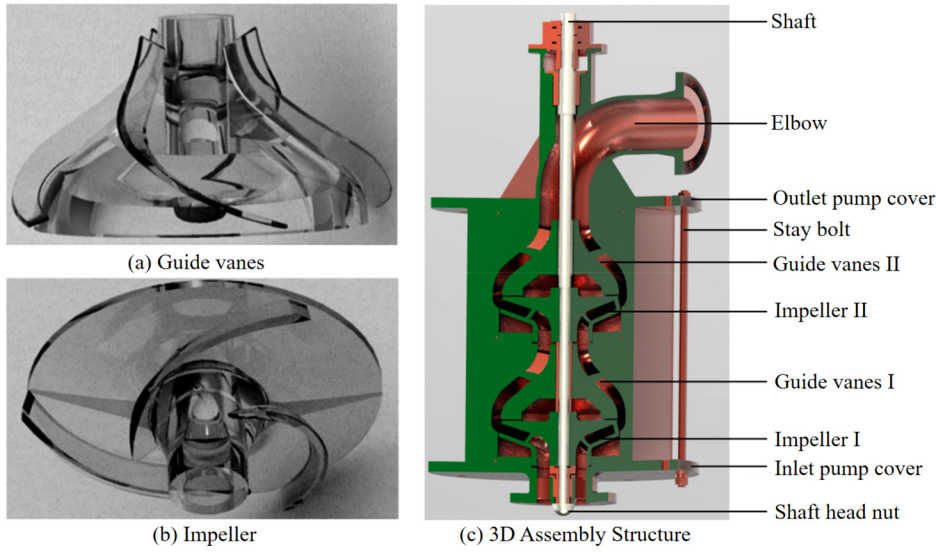 Shaft
Elbow
Outlet pump cover
Stay bolt
Guide vanes II
Impeller II
Guide vanes I
Impeller I
Inlet pump cover
Shaft head nut
(a) Guide vanes
(b) Impeller
(c) 3D Assembly Structure